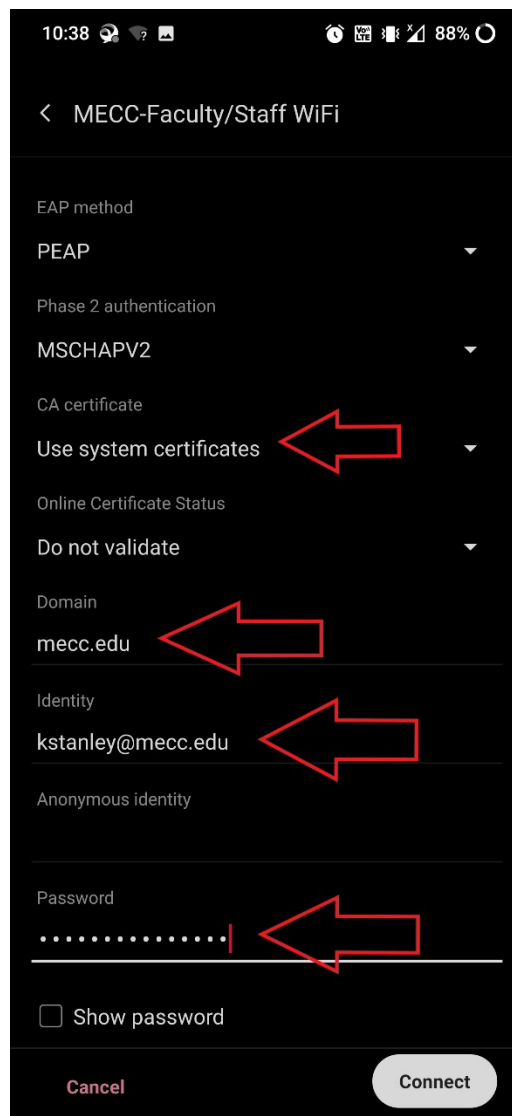 10:38 ? Vo) LTE 88%
MECC-Faculty/Staff WiFi
EAP method
PEAP
Phase 2 authentication
MSCHAPV2
CA certificate
Use system certificates
Online Certificate Status
Do not validate
Domain
mecc.edu
Identity
kstanley@mecc.edu
Anonymous identity
Password
•••••••••••••••
Show password
Cancel Connect